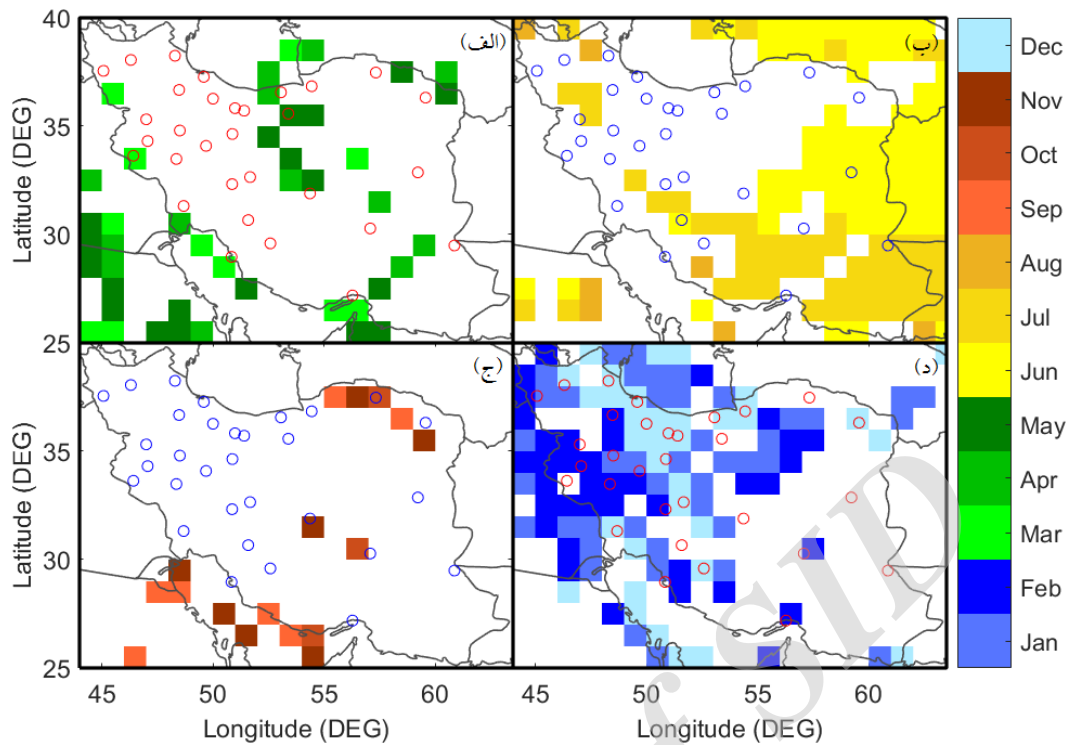 (الف)
(ب)
(ج)
(د)
40
35
30
25
Latitude (DEG)
25
30
35
Latitude (DEG)
45
50
55
60
Longitude (DEG)
45
50
55
60
Longitude (DEG)
Dec
Nov
Oct
Sep
Aug
Jul
Jun
May
Apr
Mar
Feb
Jan
f SID